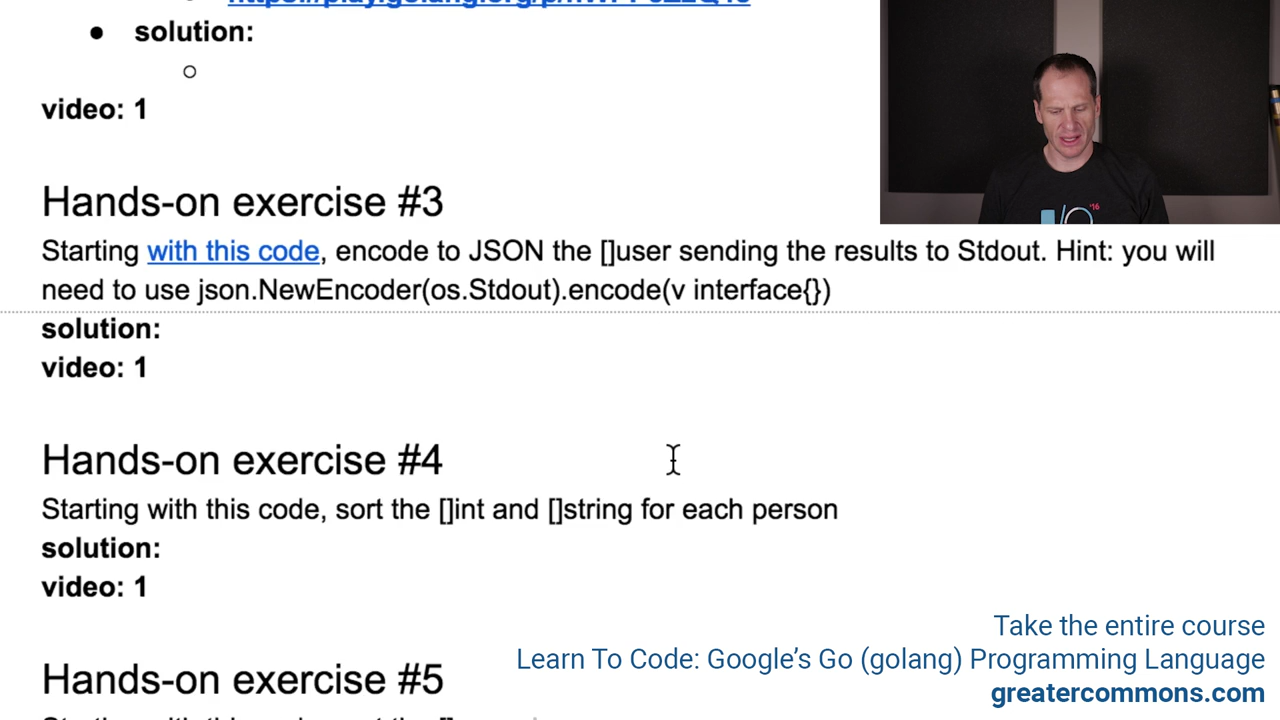 solution:
video: 1
Hands-on exercise #3
Starting with this code, encode to JSON the []user sending the results to Stdout. Hint: you will
need to use json.NewEncoder(os.Stdout).encode(v interface{})
solution:
video: 1
Hands-on exercise #4
Starting with this code, sort the []int and []string for each person
solution:
video: 1
Hands-on exercise #5
I/O '16
Take the entire course
Learn To Code: Google's Go (golang) Programming Language
greatercommons.com